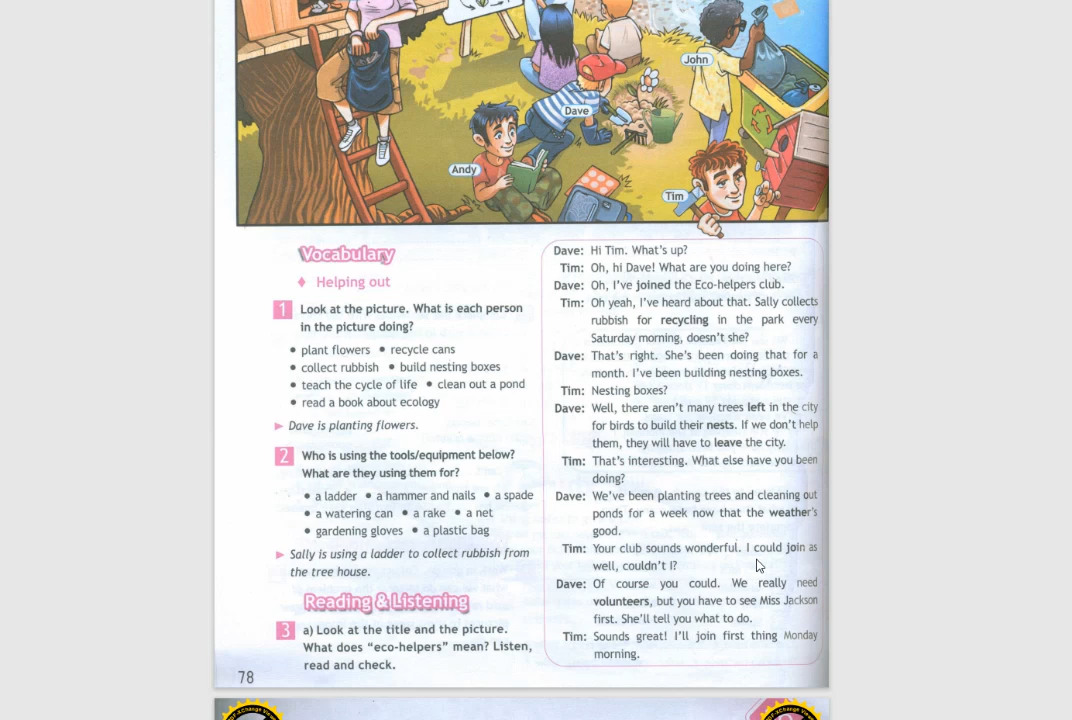 John
Dave
Andy
Tim
Vocabulary
♦ Helping out
1 Look at the picture. What is each person
in the picture doing?
• plant flowers • recycle cans
• collect rubbish • build nesting boxes
• teach the cycle of life • clean out a pond
• read a book about ecology
► Dave is planting flowers.
2 Who is using the tools/equipment below?
What are they using them for?
• a ladder • a hammer and nails • a spade
• a watering can • a rake • a net
• gardening gloves • a plastic bag
► Sally is using a ladder to collect rubbish from
the tree house.
Reading & Listening
3 a) Look at the title and the picture.
What does "eco-helpers" mean? Listen,
read and check.
78
Dave: Hi Tim. What's up?
Tim: Oh, hi Dave! What are you doing here?
Dave: Oh, I've joined the Eco-helpers club.
Tim: Oh yeah, I've heard about that. Sally collects
rubbish for recycling in the park every
Saturday morning, doesn't she?
Dave: That's right. She's been doing that for a
month. I've been building nesting boxes.
Tim: Nesting boxes?
Dave: Well, there aren't many trees left in the city
for birds to build their nests. If we don't help
them, they will have to leave the city.
Tim: That's interesting. What else have you been
doing?
Dave: We've been planting trees and cleaning out
ponds for a week now that the weather's
good.
Tim: Your club sounds wonderful. I could join as
well, couldn't I?
Dave: Of course you could. We really need
volunteers, but you have to see Miss Jackson
first. She'll tell you what to do.
Tim: Sounds great! I'll join first thing Monday
morning.